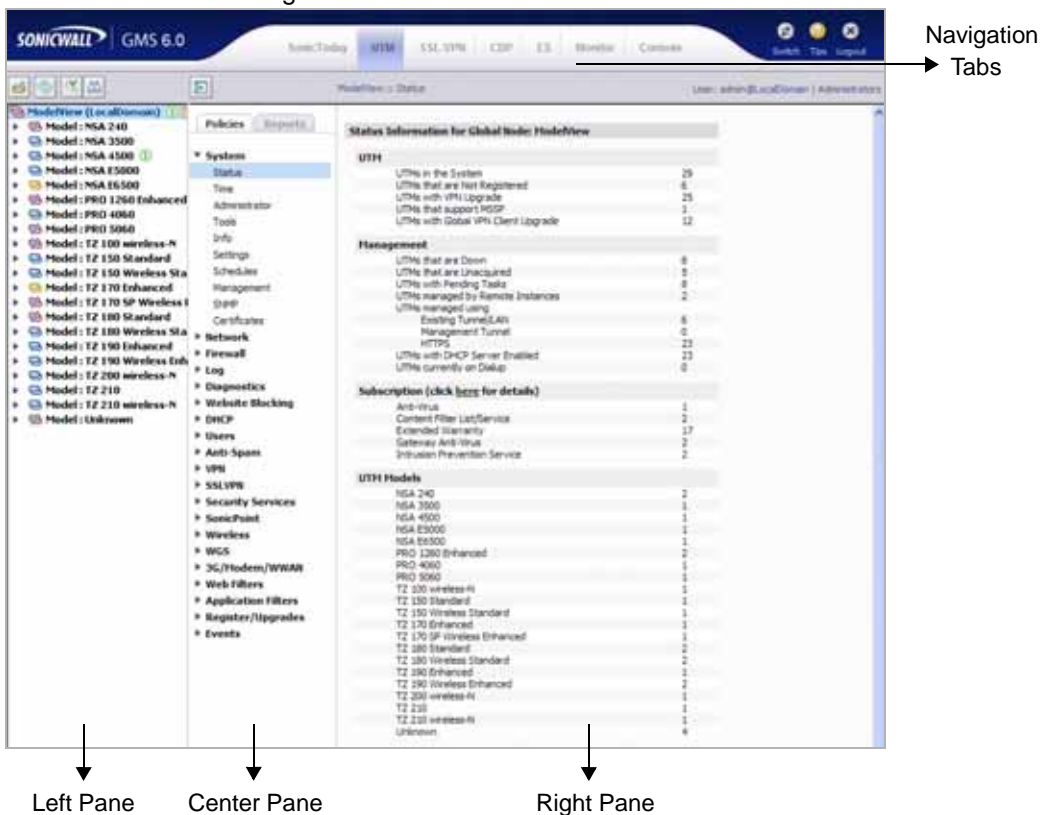 SONICWALL GMS 6.0
SonicToday UTM SSL VPN CDP ES Monitor Console
Switch Tips Logout
Navigation
Tabs
ModelView :: Status
User: admin@LocalDomain | Administrators
ModelView (LocalDomain)
Model : NSA 240
Model : NSA 3500
Model : NSA 4500
Model : NSA E5000
Model : NSA E6500
Model : PRO 1260 Enhanced
Model : PRO 4060
Model : PRO 5060
Model : TZ 100 wireless-N
Model : TZ 150 Standard
Model : TZ 150 Wireless Sta
Model : TZ 170 Enhanced
Model : TZ 170 SP Wireless
Model : TZ 180 Standard
Model : TZ 180 Wireless Sta
Model : TZ 190 Enhanced
Model : TZ 190 Wireless Enh
Model : TZ 200 wireless-N
Model : TZ 210
Model : TZ 210 wireless-N
Model : Unknown
Policies Reports
System
Status
Time
Administrator
Tools
Info
Settings
Schedules
Management
SNMP
Certificates
Network
Firewall
Log
Diagnostics
Website Blocking
DHCP
Users
Anti-Spam
VPN
SSLVPN
Security Services
SonicPoint
Wireless
WGS
3G/Modem/WWAN
Web Filters
Application Filters
Register/Upgrades
Events
Status Information for Global Node: ModelView
UTM
UTMs in the System 29
UTMs that are Not Registered 6
UTMs with VPN Upgrade 25
UTMs that support MSSP 1
UTMs with Global VPN Client Upgrade 12
Management
UTMs that are Down
UTMs that are Unacquired
UTMs with Pending Tasks
UTMs managed by Remote Instances 2
UTMs managed using
Existing Tunnel/LAN 6
Management Tunnel 0
HTTPS 23
UTMs with DHCP Server Enabled 23
UTMs currently on Dialup 0
Subscription (click here for details)
Anti-Virus 1
Content Filter List/Service 2
Extended Warranty 17
Gateway Anti-Virus 2
Intrusion Prevention Service 2
UTM Models
NSA 240 2
NSA 3500 1
NSA 4500 1
NSA E5000 1
NSA E6500 1
PRO 1260 Enhanced 2
PRO 4060 1
PRO 5060 1
TZ 100 wireless-N 1
TZ 150 Standard 1
TZ 150 Wireless Standard 1
TZ 170 Enhanced 1
TZ 170 SP Wireless Enhanced 1
TZ 180 Standard 2
TZ 180 Wireless Standard 2
TZ 190 Enhanced 1
TZ 190 Wireless Enhanced 2
TZ 200 wireless-N 1
TZ 210 1
TZ 210 wireless-N 1
Unknown 4
Left Pane Center Pane Right Pane